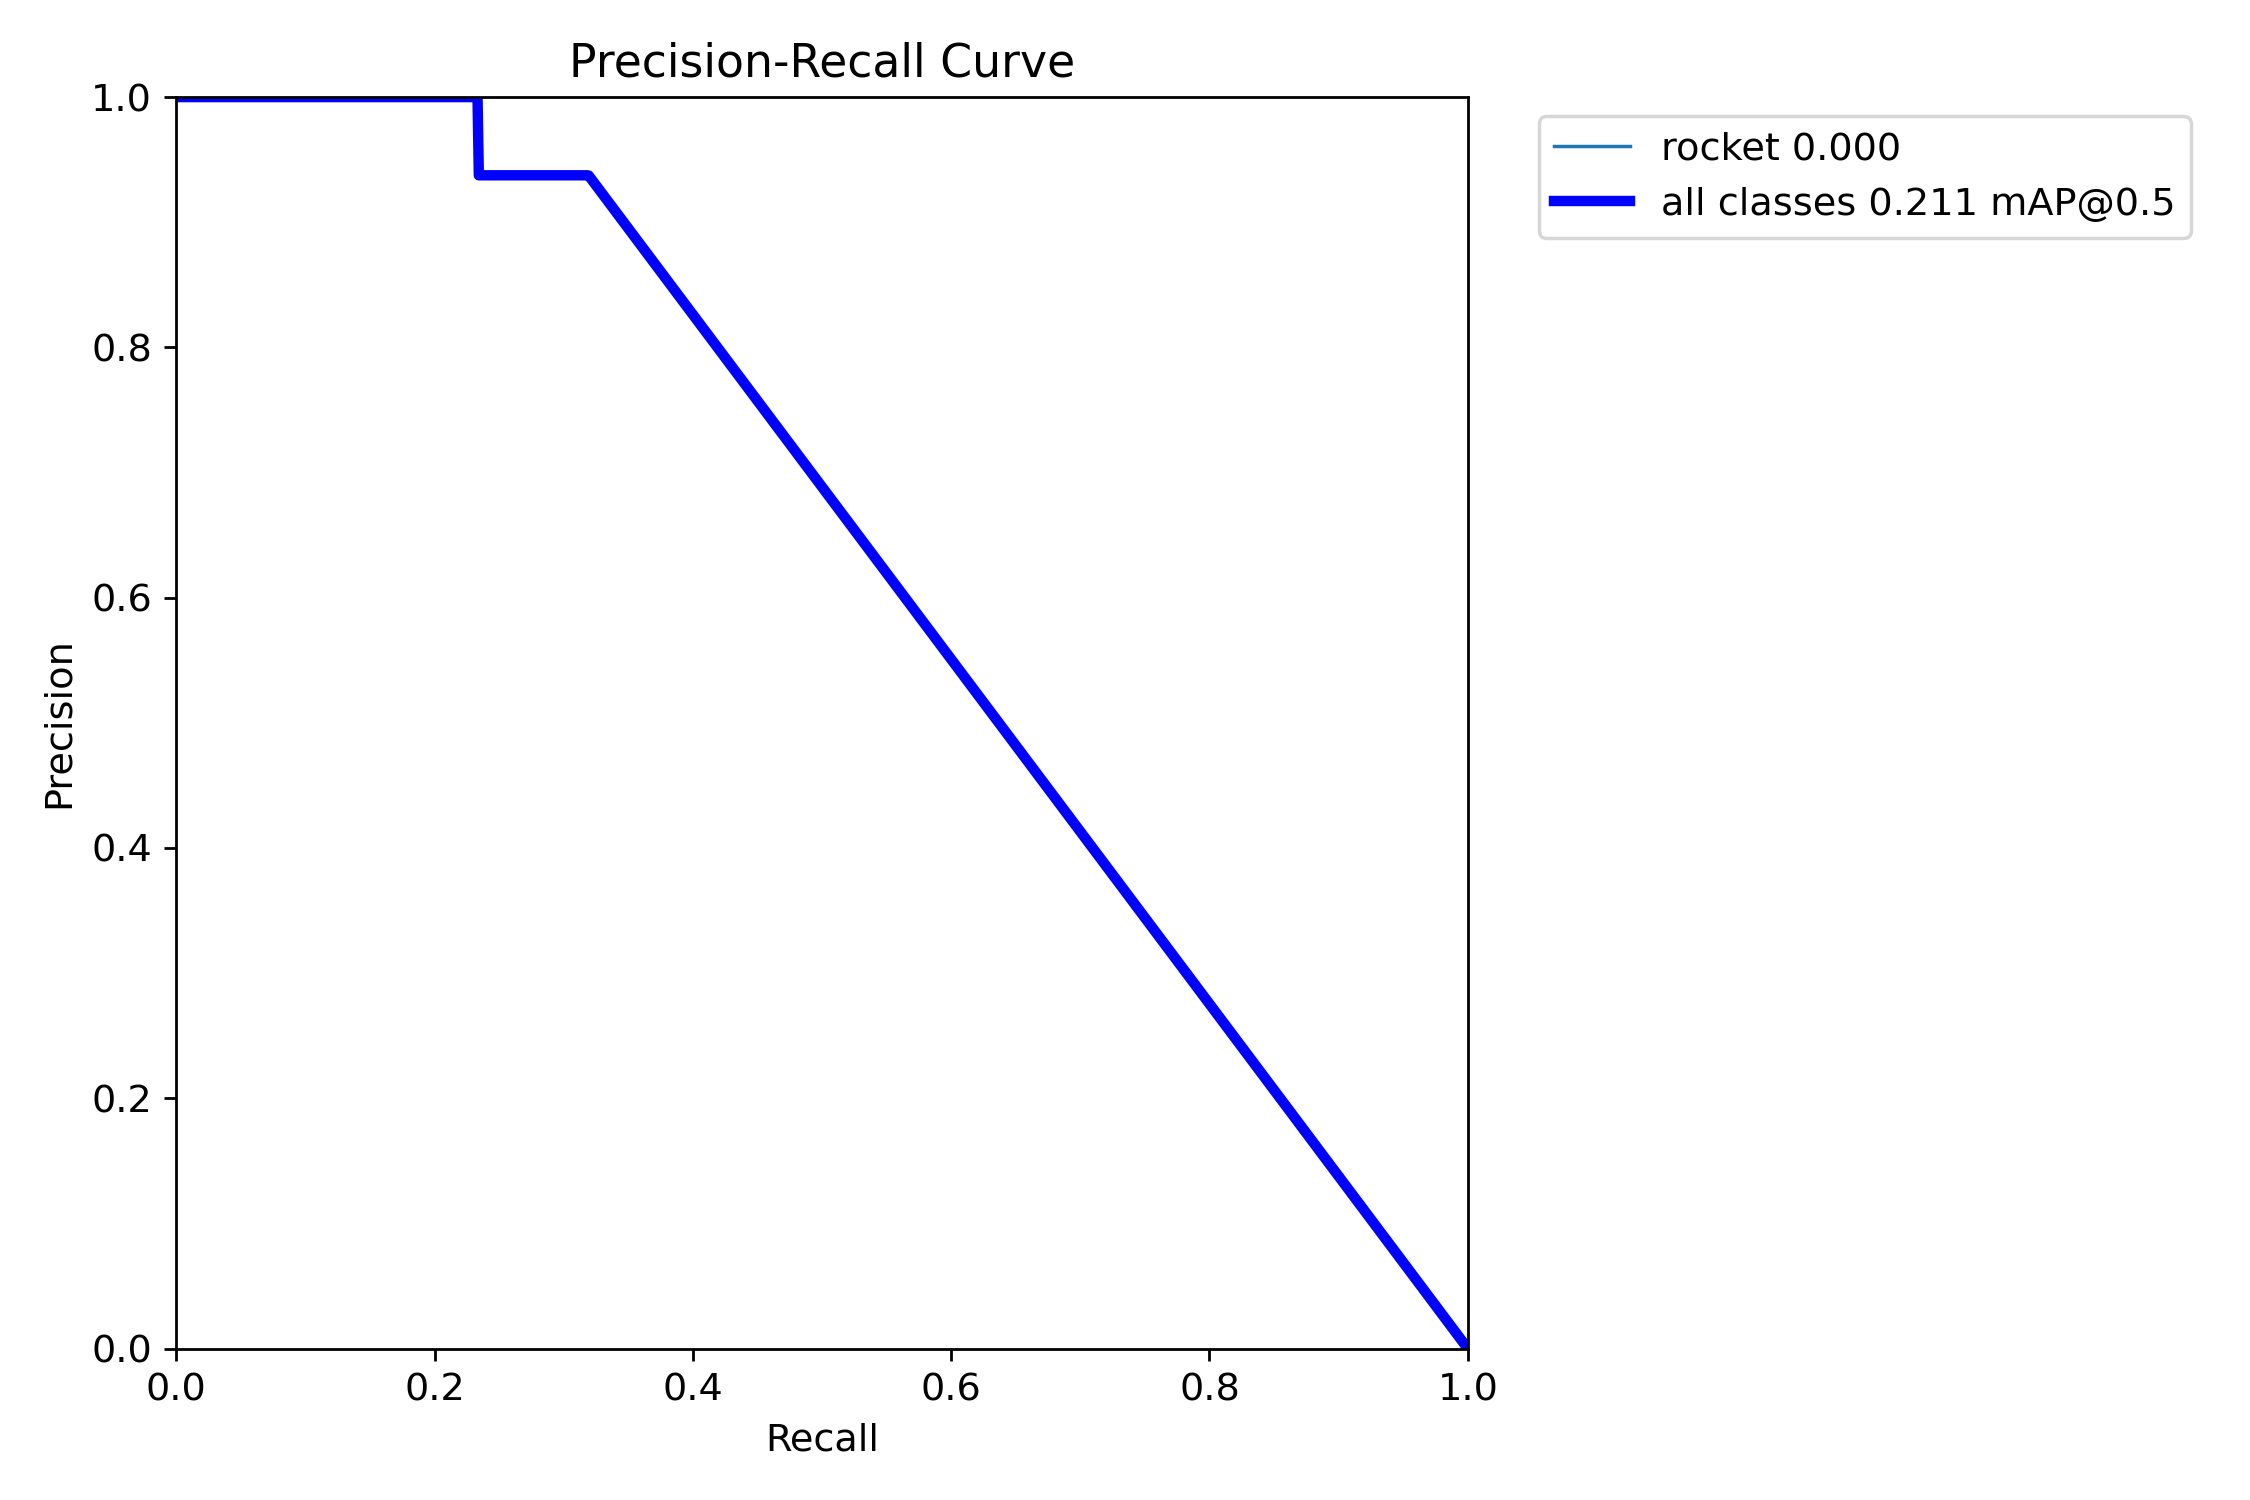 Precision-Recall Curve
rocket 0.000
all classes 0.211 mAP@0.5
1.0
0.8
0.6
0.4
0.2
0.0
Precision
0.0 0.2 0.4 0.6 0.8 1.0
Recall